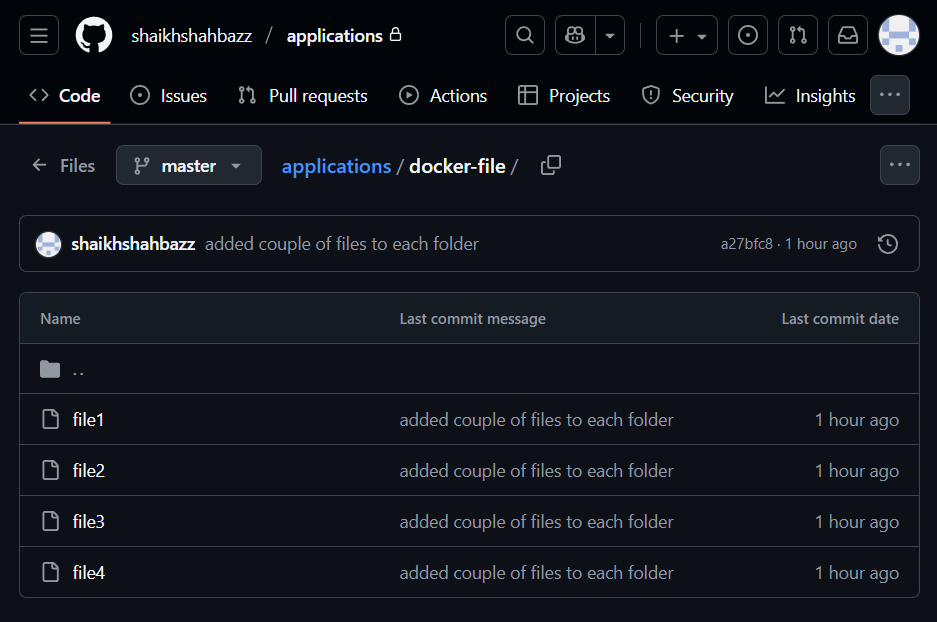 shaikhshahbazz / applications
Code Issues Pull requests Actions Projects Security Insights
Files master applications / docker-file /
shaikhshahbazz added couple of files to each folder a27bfc8 · 1 hour ago
Name Last commit message Last commit date
..
file1 added couple of files to each folder 1 hour ago
file2 added couple of files to each folder 1 hour ago
file3 added couple of files to each folder 1 hour ago
file4 added couple of files to each folder 1 hour ago